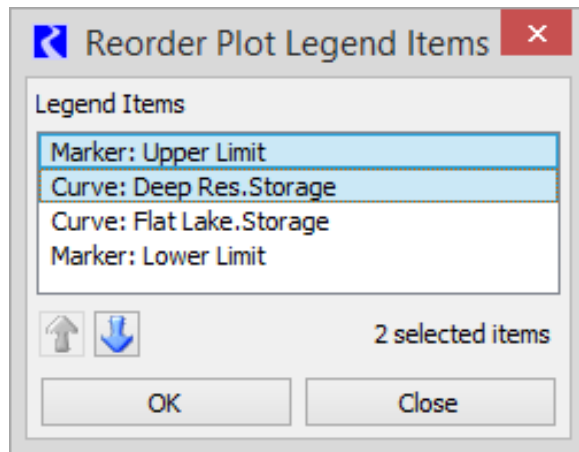 Reorder Plot Legend Items
Legend Items
Marker: Upper Limit
Curve: Deep Res.Storage
Curve: Flat Lake.Storage
Marker: Lower Limit
2 selected items
OK
Close